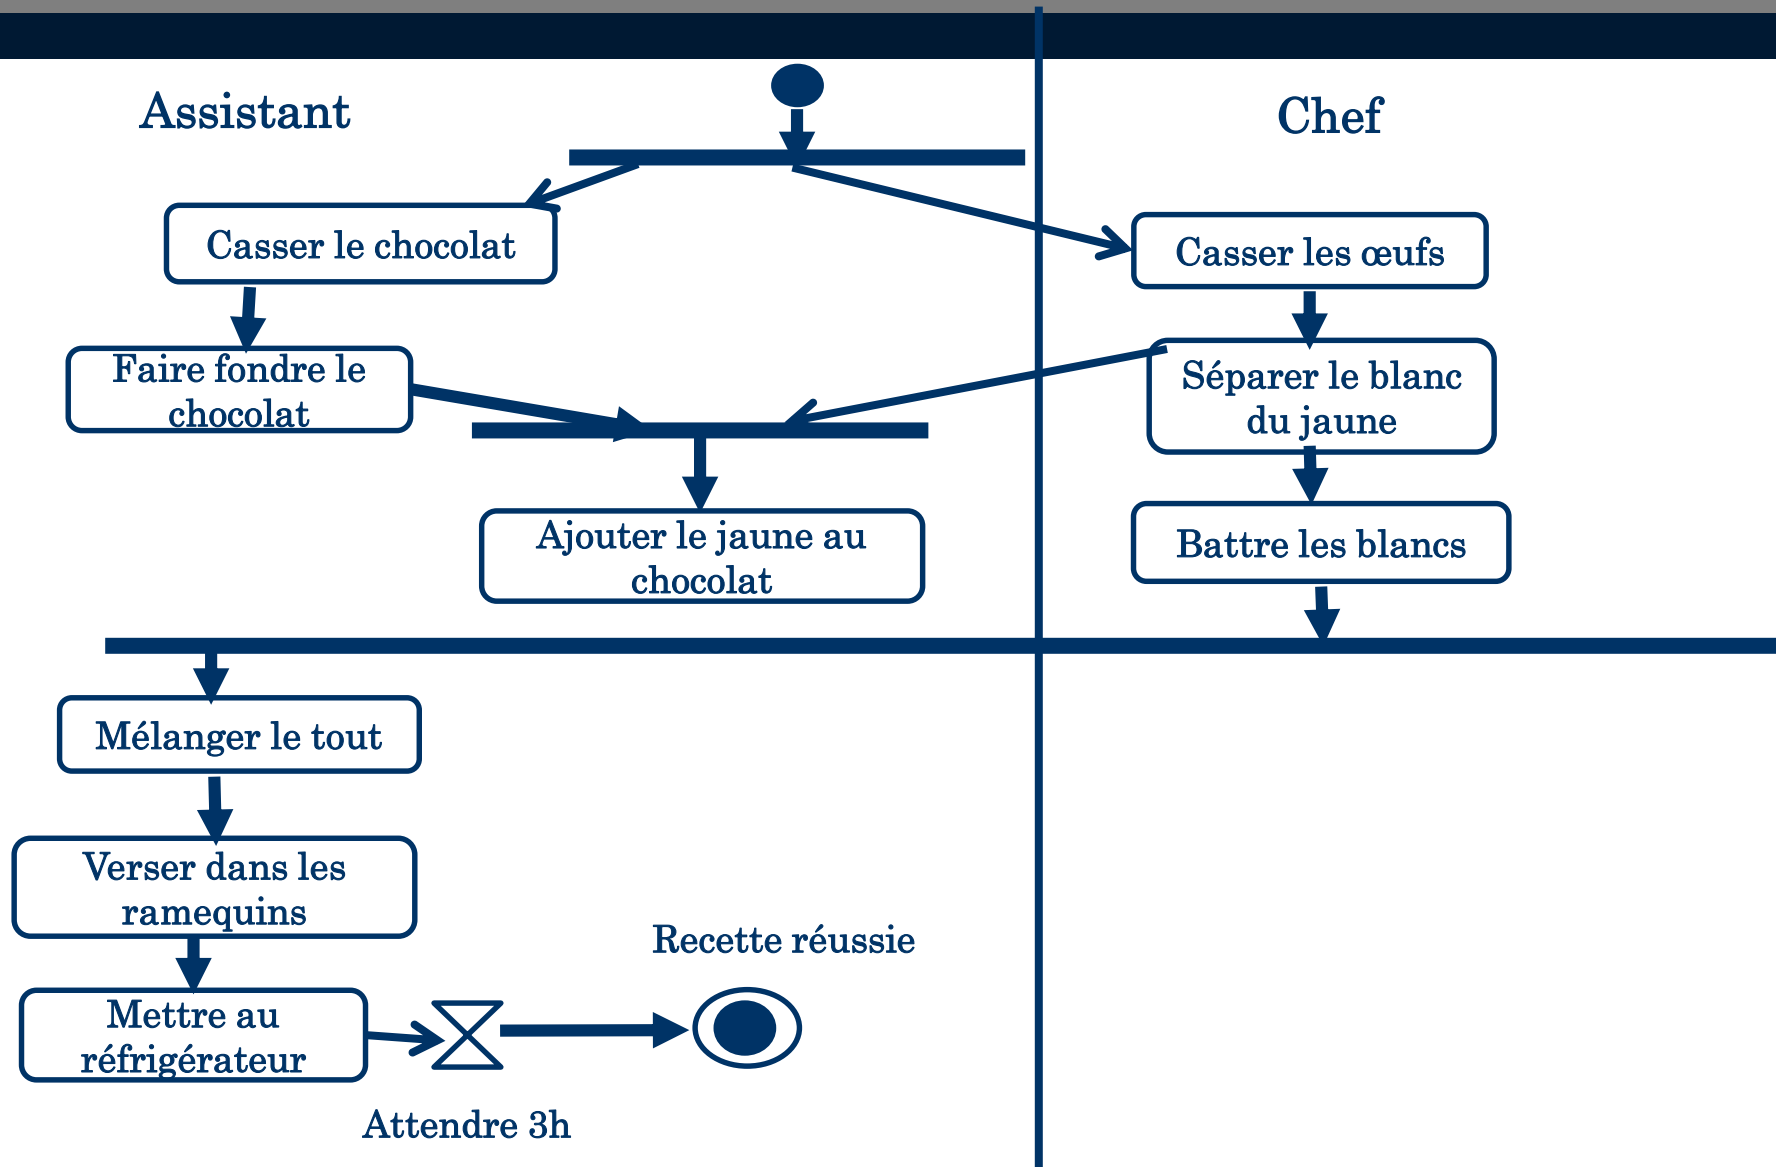 Assistant
Chef
Casser le chocolat
Casser les œufs
Faire fondre le
chocolat
Séparer le blanc
du jaune
Ajouter le jaune au
chocolat
Battre les blancs
Mélanger le tout
Verser dans les
ramequins
Recette réussie
Mettre au
réfrigérateur
Attendre 3h